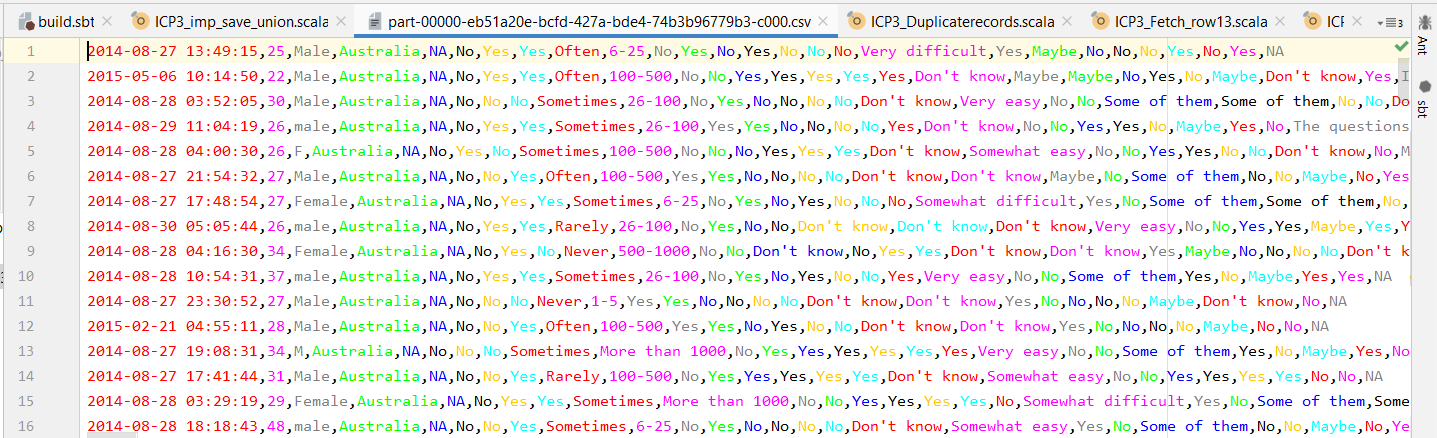 build.sbt ICP3_imp_save_union.scala part-00000-eb51a20e-bcfd-427a-bde4-74b3b96779b3-c000.csv ICP3_Duplicaterecords.scala ICP3_Fetch_row13.scala
1 2014-08-27 13:49:15,25,Male,Australia,NA,No,Yes,Yes,Often,6-25,No,Yes,No,Yes,No,No,No,Very difficult,Yes,Maybe,No,No,No,Yes,No,Yes,NA
2 2015-05-06 10:14:50,22,Male,Australia,NA,No,Yes,Yes,Often,100-500,No,No,Yes,Yes,Yes,Yes,Yes,Don't know,Maybe,Maybe,No,Yes,No,Maybe,Don't know,Yes,I
3 2014-08-28 03:52:05,30,Male,Australia,NA,No,No,No,Sometimes,26-100,No,Yes,No,No,No,No,Don't know,Very easy,No,No,Some of them,Some of them,No,No,Do
4 2014-08-29 11:04:19,26,male,Australia,NA,No,Yes,Yes,Sometimes,26-100,Yes,Yes,No,No,No,No,Yes,Don't know,No,No,Yes,Yes,No,Maybe,Yes,No,The questions
5 2014-08-28 04:00:30,26,F,Australia,NA,No,Yes,No,Sometimes,100-500,No,No,No,Yes,Yes,Yes,Don't know,Somewhat easy,No,No,Yes,Yes,No,No,Don't know,No,M
6 2014-08-27 21:54:32,27,Male,Australia,NA,No,No,Yes,Often,100-500,Yes,Yes,No,No,No,No,Don't know,Don't know,Maybe,No,Some of them,No,No,Maybe,No,Yes
7 2014-08-27 17:48:54,27,Female,Australia,NA,No,Yes,Yes,Sometimes,6-25,No,Yes,No,Yes,No,No,No,Somewhat difficult,Yes,No,Some of them,Some of them,No,
8 2014-08-30 05:05:44,26,male,Australia,NA,No,Yes,Yes,Rarely,26-100,No,Yes,No,No,Don't know,Don't know,Don't know,Very easy,No,No,Yes,Yes,Maybe,Yes,Y
9 2014-08-28 04:16:30,34,Female,Australia,NA,No,Yes,No,Never,500-1000,No,No,Don't know,No,Yes,Yes,Don't know,Don't know,Yes,Maybe,No,No,No,No,Don't k
10 2014-08-28 10:54:31,37,male,Australia,NA,No,Yes,Yes,Sometimes,26-100,No,Yes,No,Yes,No,No,Yes,Very easy,No,No,Some of them,Yes,No,Maybe,Yes,Yes,NA
11 2014-08-27 23:30:52,27,Male,Australia,NA,No,No,No,Never,1-5,Yes,Yes,No,No,No,No,Don't know,Don't know,Yes,No,No,No,No,Maybe,Don't know,No,NA
12 2015-02-21 04:55:11,28,Male,Australia,NA,No,No,Yes,Often,100-500,Yes,Yes,No,Yes,No,No,Don't know,Don't know,Yes,No,No,No,No,Maybe,No,No,NA
13 2014-08-27 19:08:31,34,M,Australia,NA,No,No,No,Sometimes,More than 1000,No,Yes,Yes,Yes,Yes,Yes,Yes,Very easy,No,No,Some of them,Yes,No,Maybe,Yes,No
14 2014-08-27 17:41:44,31,Male,Australia,NA,No,No,Yes,Rarely,100-500,No,Yes,Yes,Yes,Yes,Yes,Don't know,Somewhat easy,No,No,Yes,Yes,Yes,Yes,No,No,NA
15 2014-08-28 03:29:19,29,Female,Australia,NA,No,Yes,Yes,Sometimes,More than 1000,No,No,Yes,Yes,Yes,Yes,No,Somewhat difficult,Yes,No,Some of them,Some
16 2014-08-28 18:18:43,48,male,Australia,NA,No,Yes,Yes,Sometimes,6-25,No,Yes,No,No,No,No,Don't know,Somewhat easy,Yes,No,Some of them,No,No,Maybe,No,Ye
Ant
sbt